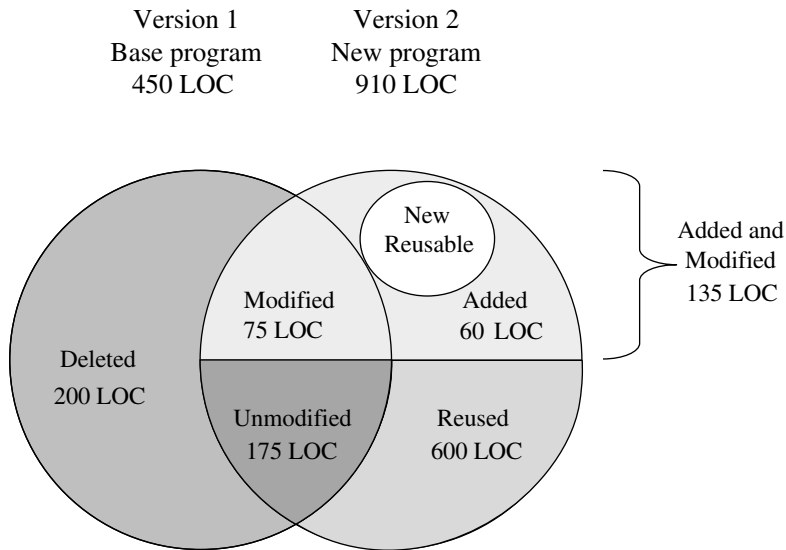 Version 1
Base program
450 LOC
Version 2
New program
910 LOC
New
Reusable
Added and
Modified
135 LOC
Modified
75 LOC
Added
60 LOC
Deleted
200 LOC
Unmodified
175 LOC
Reused
600 LOC